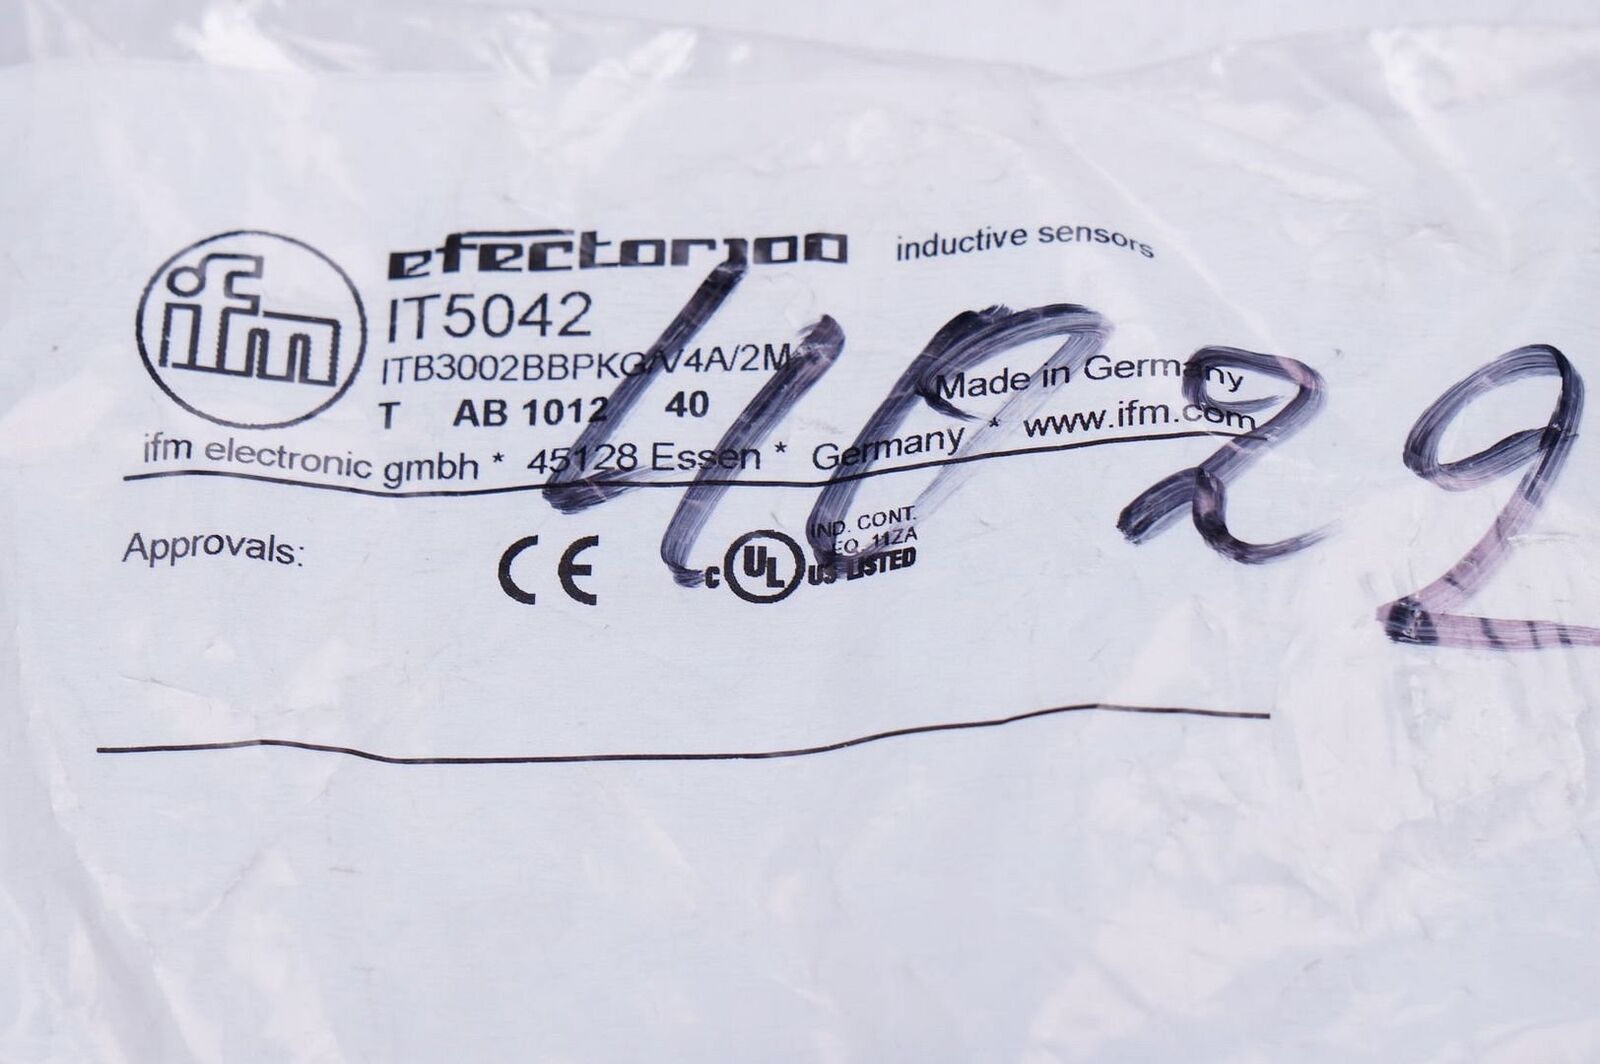 ifm efector100 inductive sensors
IT5042
ITB3002BBPKG/V4A/2M Made in Germany
T AB 1012 40
ifm electronic gmbh * 45128 Essen * Germany * www.ifm.com
Approvals: CE c UL US LISTED
IND. CONT.
EQ. 11ZA